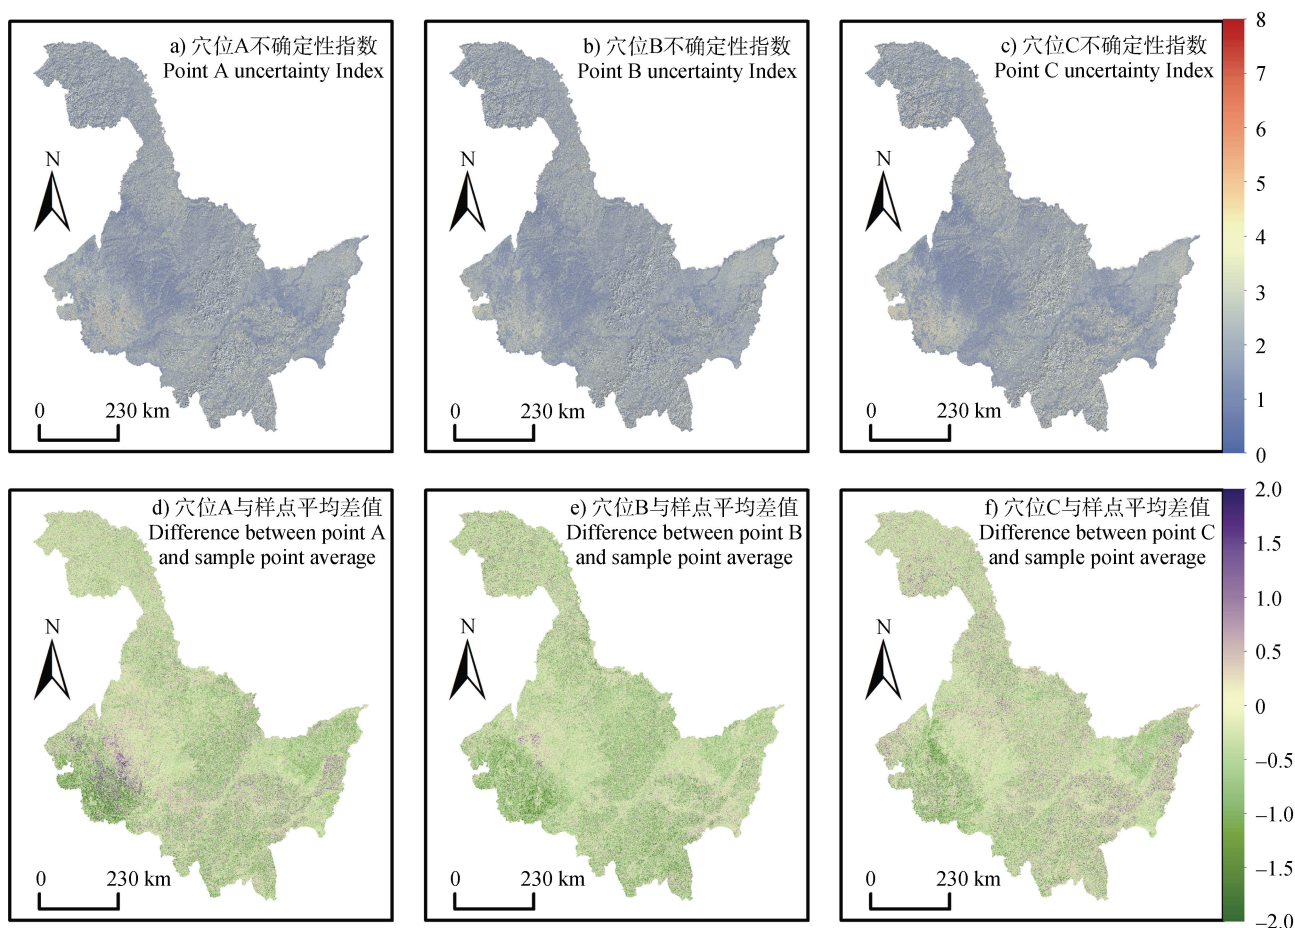 a) 穴位A不确定性指数
Point A uncertainty Index
N
0 230 km
b) 穴位B不确定性指数
Point B uncertainty Index
N
0 230 km
c) 穴位C不确定性指数
Point C uncertainty Index
N
0 230 km
8
7
6
5
4
3
2
1
0
d) 穴位A与样点平均差值
Difference between point A
and sample point average
N
0 230 km
e) 穴位B与样点平均差值
Difference between point B
and sample point average
N
0 230 km
f) 穴位C与样点平均差值
Difference between point C
and sample point average
N
0 230 km
2.0
1.5
1.0
0.5
0
–0.5
–1.0
–1.5
–2.0